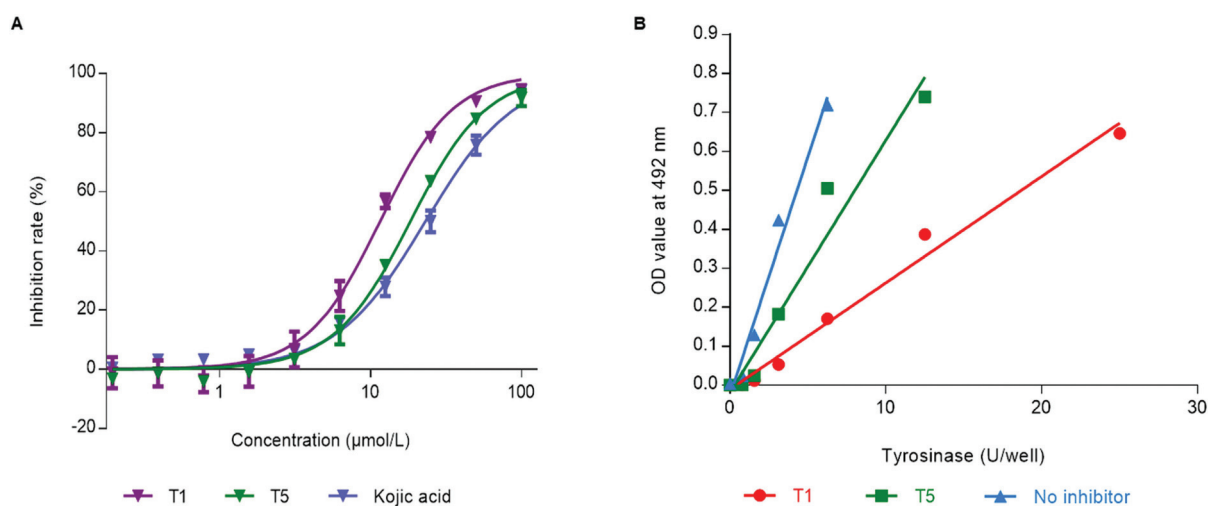 A
Inhibition rate (%)
100
80
60
40
20
0
-20
1
10
100
Concentration (µmol/L)
T1 T5 Kojic acid
B
OD value at 492 nm
0.9
0.8
0.7
0.6
0.5
0.4
0.3
0.2
0.1
0.0
0 10 20 30
Tyrosinase (U/well)
T1 T5 No inhibitor